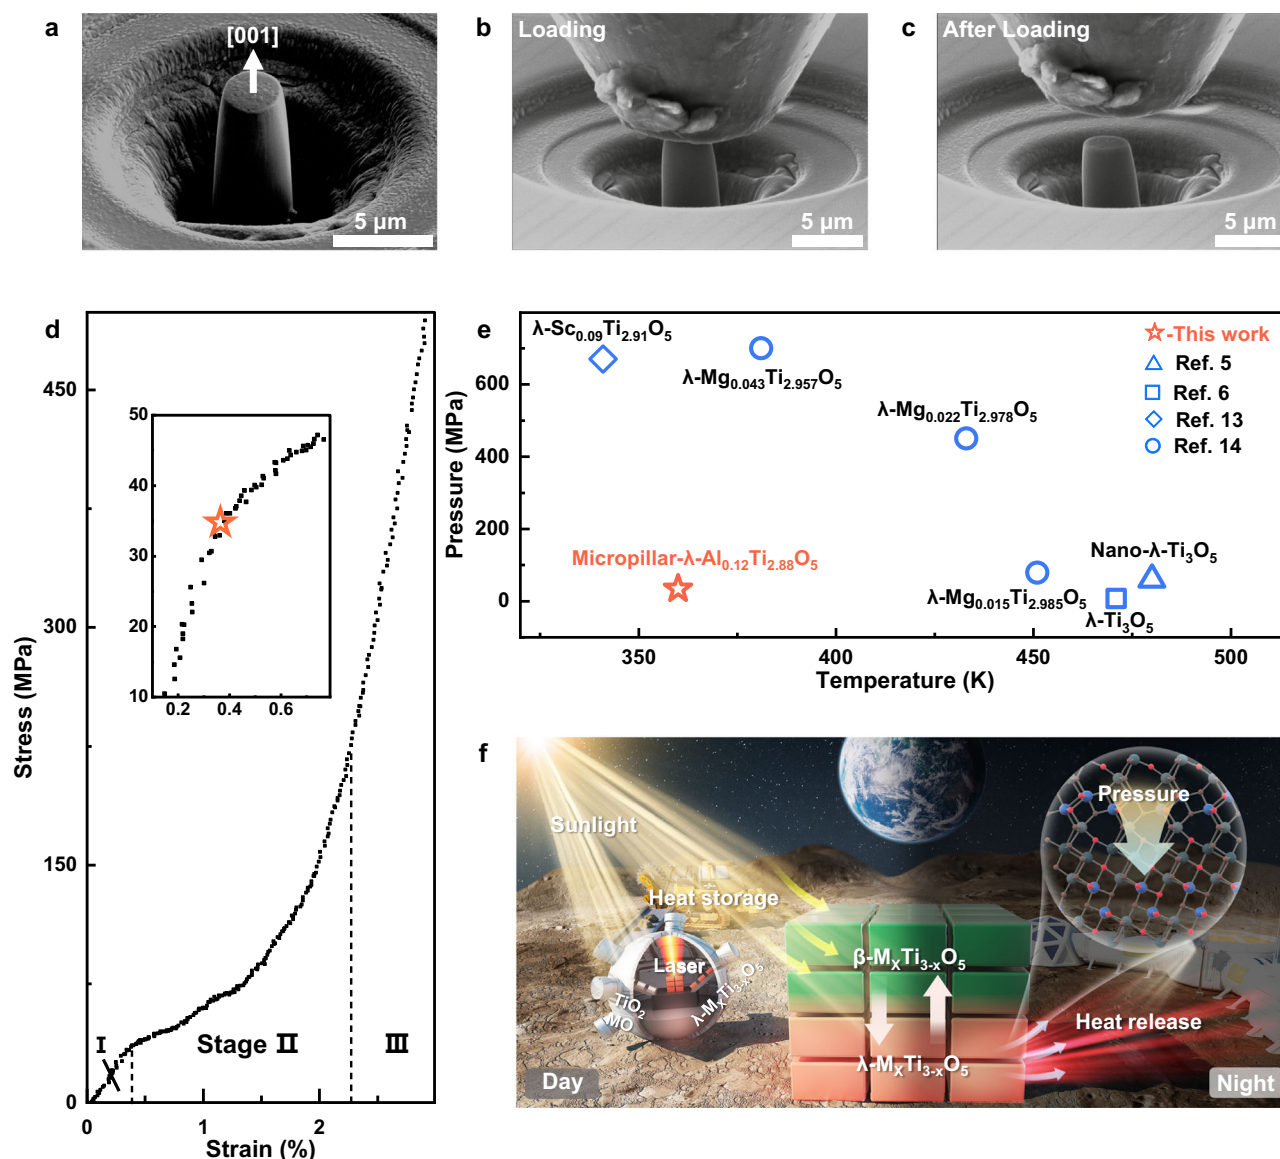 a
[001]
5 μm
b
Loading
5 μm
c
After Loading
5 μm
d
Stress (MPa)
450
300
150
0
50
40
30
20
10
0.2 0.4 0.6
I
Stage II
III
0 1 2
Strain (%)
e
Pressure (MPa)
600
400
200
0
λ-Sc0.09Ti2.91O5
λ-Mg0.043Ti2.957O5
λ-Mg0.022Ti2.978O5
Micropillar-λ-Al0.12Ti2.88O5
λ-Mg0.015Ti2.985O5
Nano-λ-Ti3O5
λ-Ti3O5
-This work
Ref. 5
Ref. 6
Ref. 13
Ref. 14
350 400 450 500
Temperature (K)
f
Sunlight
Heat storage
Laser
TiO2
MO
λ-MxTi3-xO5
β-MxTi3-xO5
λ-MxTi3-xO5
Pressure
Heat release
Day
Night